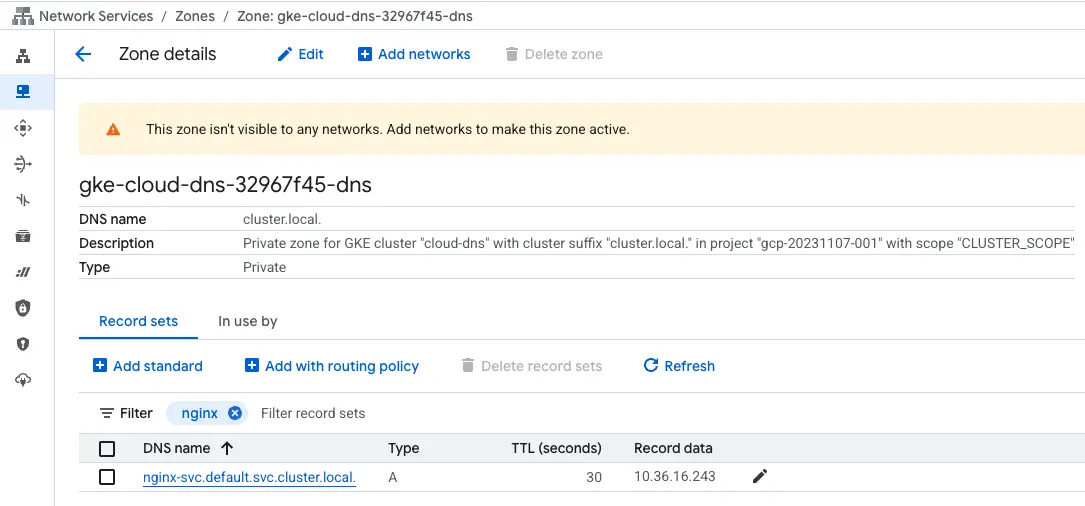 Network Services / Zones / Zone: gke-cloud-dns-32967f45-dns
Zone details Edit Add networks Delete zone
This zone isn't visible to any networks. Add networks to make this zone active.
gke-cloud-dns-32967f45-dns
DNS name cluster.local.
Description Private zone for GKE cluster "cloud-dns" with cluster suffix "cluster.local." in project "gcp-20231107-001" with scope "CLUSTER_SCOPE"
Type Private
Record sets In use by
Add standard Add with routing policy Delete record sets Refresh
Filter nginx Filter record sets
DNS name Type TTL (seconds) Record data
nginx-svc.default.svc.cluster.local. A 30 10.36.16.243